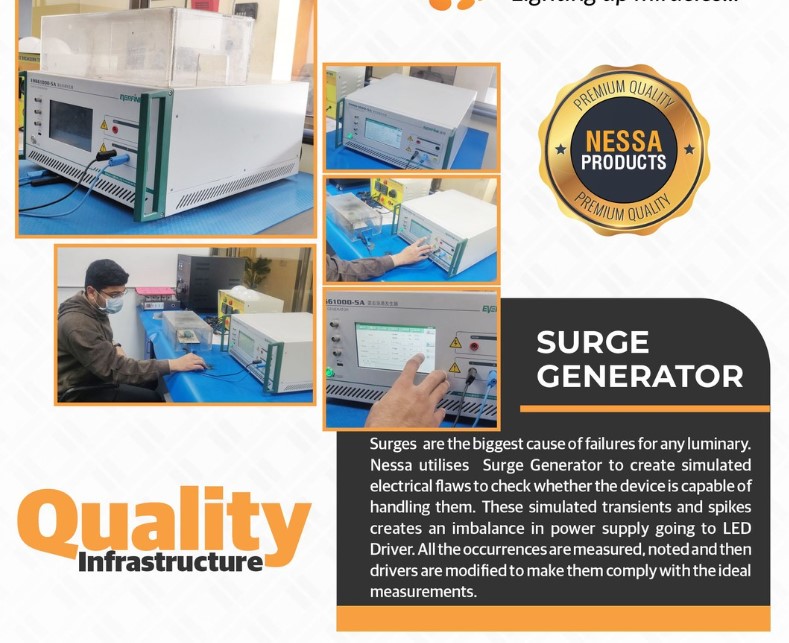 Lighting up miracles...
EVERFINE
PREMIUM QUALITY
NESSA
PRODUCTS
PREMIUM QUALITY
SURGE
GENERATOR
Surges are the biggest cause of failures for any luminary.
Nessa utilises Surge Generator to create simulated
electrical flaws to check whether the device is capable of
handling them. These simulated transients and spikes
creates an imbalance in power supply going to LED
Driver. All the occurrences are measured, noted and then
drivers are modified to make them comply with the ideal
measurements.
Quality
Infrastructure